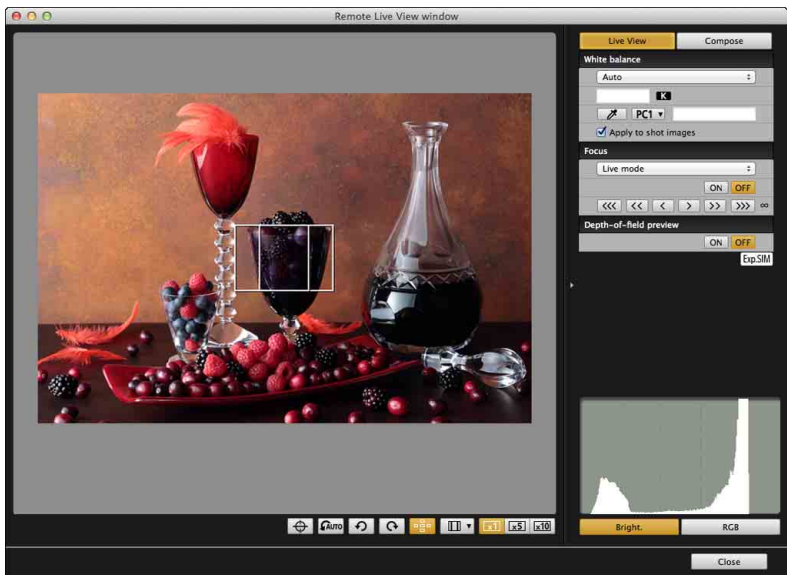 Remote Live View window
Live View Compose
White balance
Auto
K
PC1
Apply to shot images
Focus
Live mode
ON OFF
<<< << < > >> >>> ∞
Depth-of-field preview
ON OFF
Exp.SIM
AUTO x1 x5 x10
Bright. RGB
Close